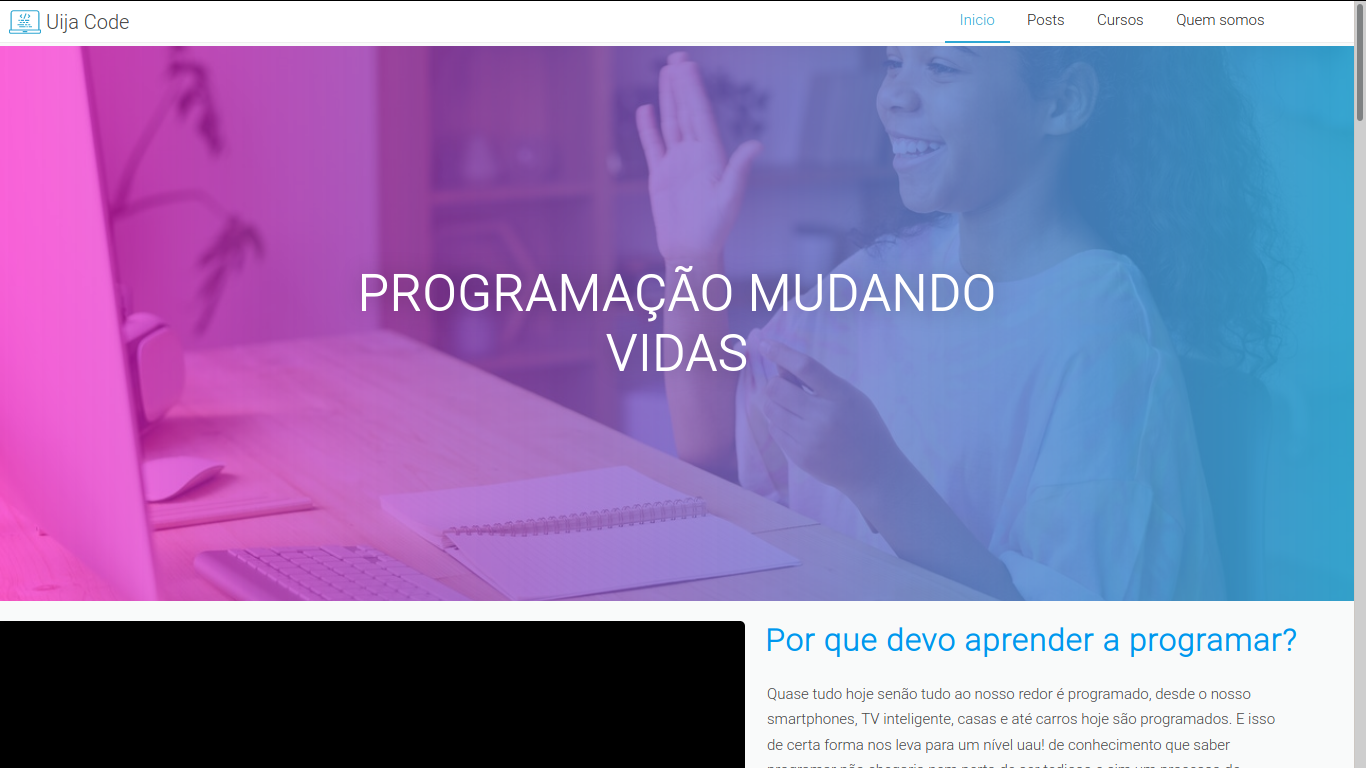 Uija Code
Inicio Posts Cursos Quem somos
PROGRAMAÇÃO MUDANDO
VIDAS
Por que devo aprender a programar?
Quase tudo hoje senão tudo ao nosso redor é programado, desde o nosso
smartphones, TV inteligente, casas e até carros hoje são programados. E isso
de certa forma nos leva para um nível uau! de conhecimento que saber